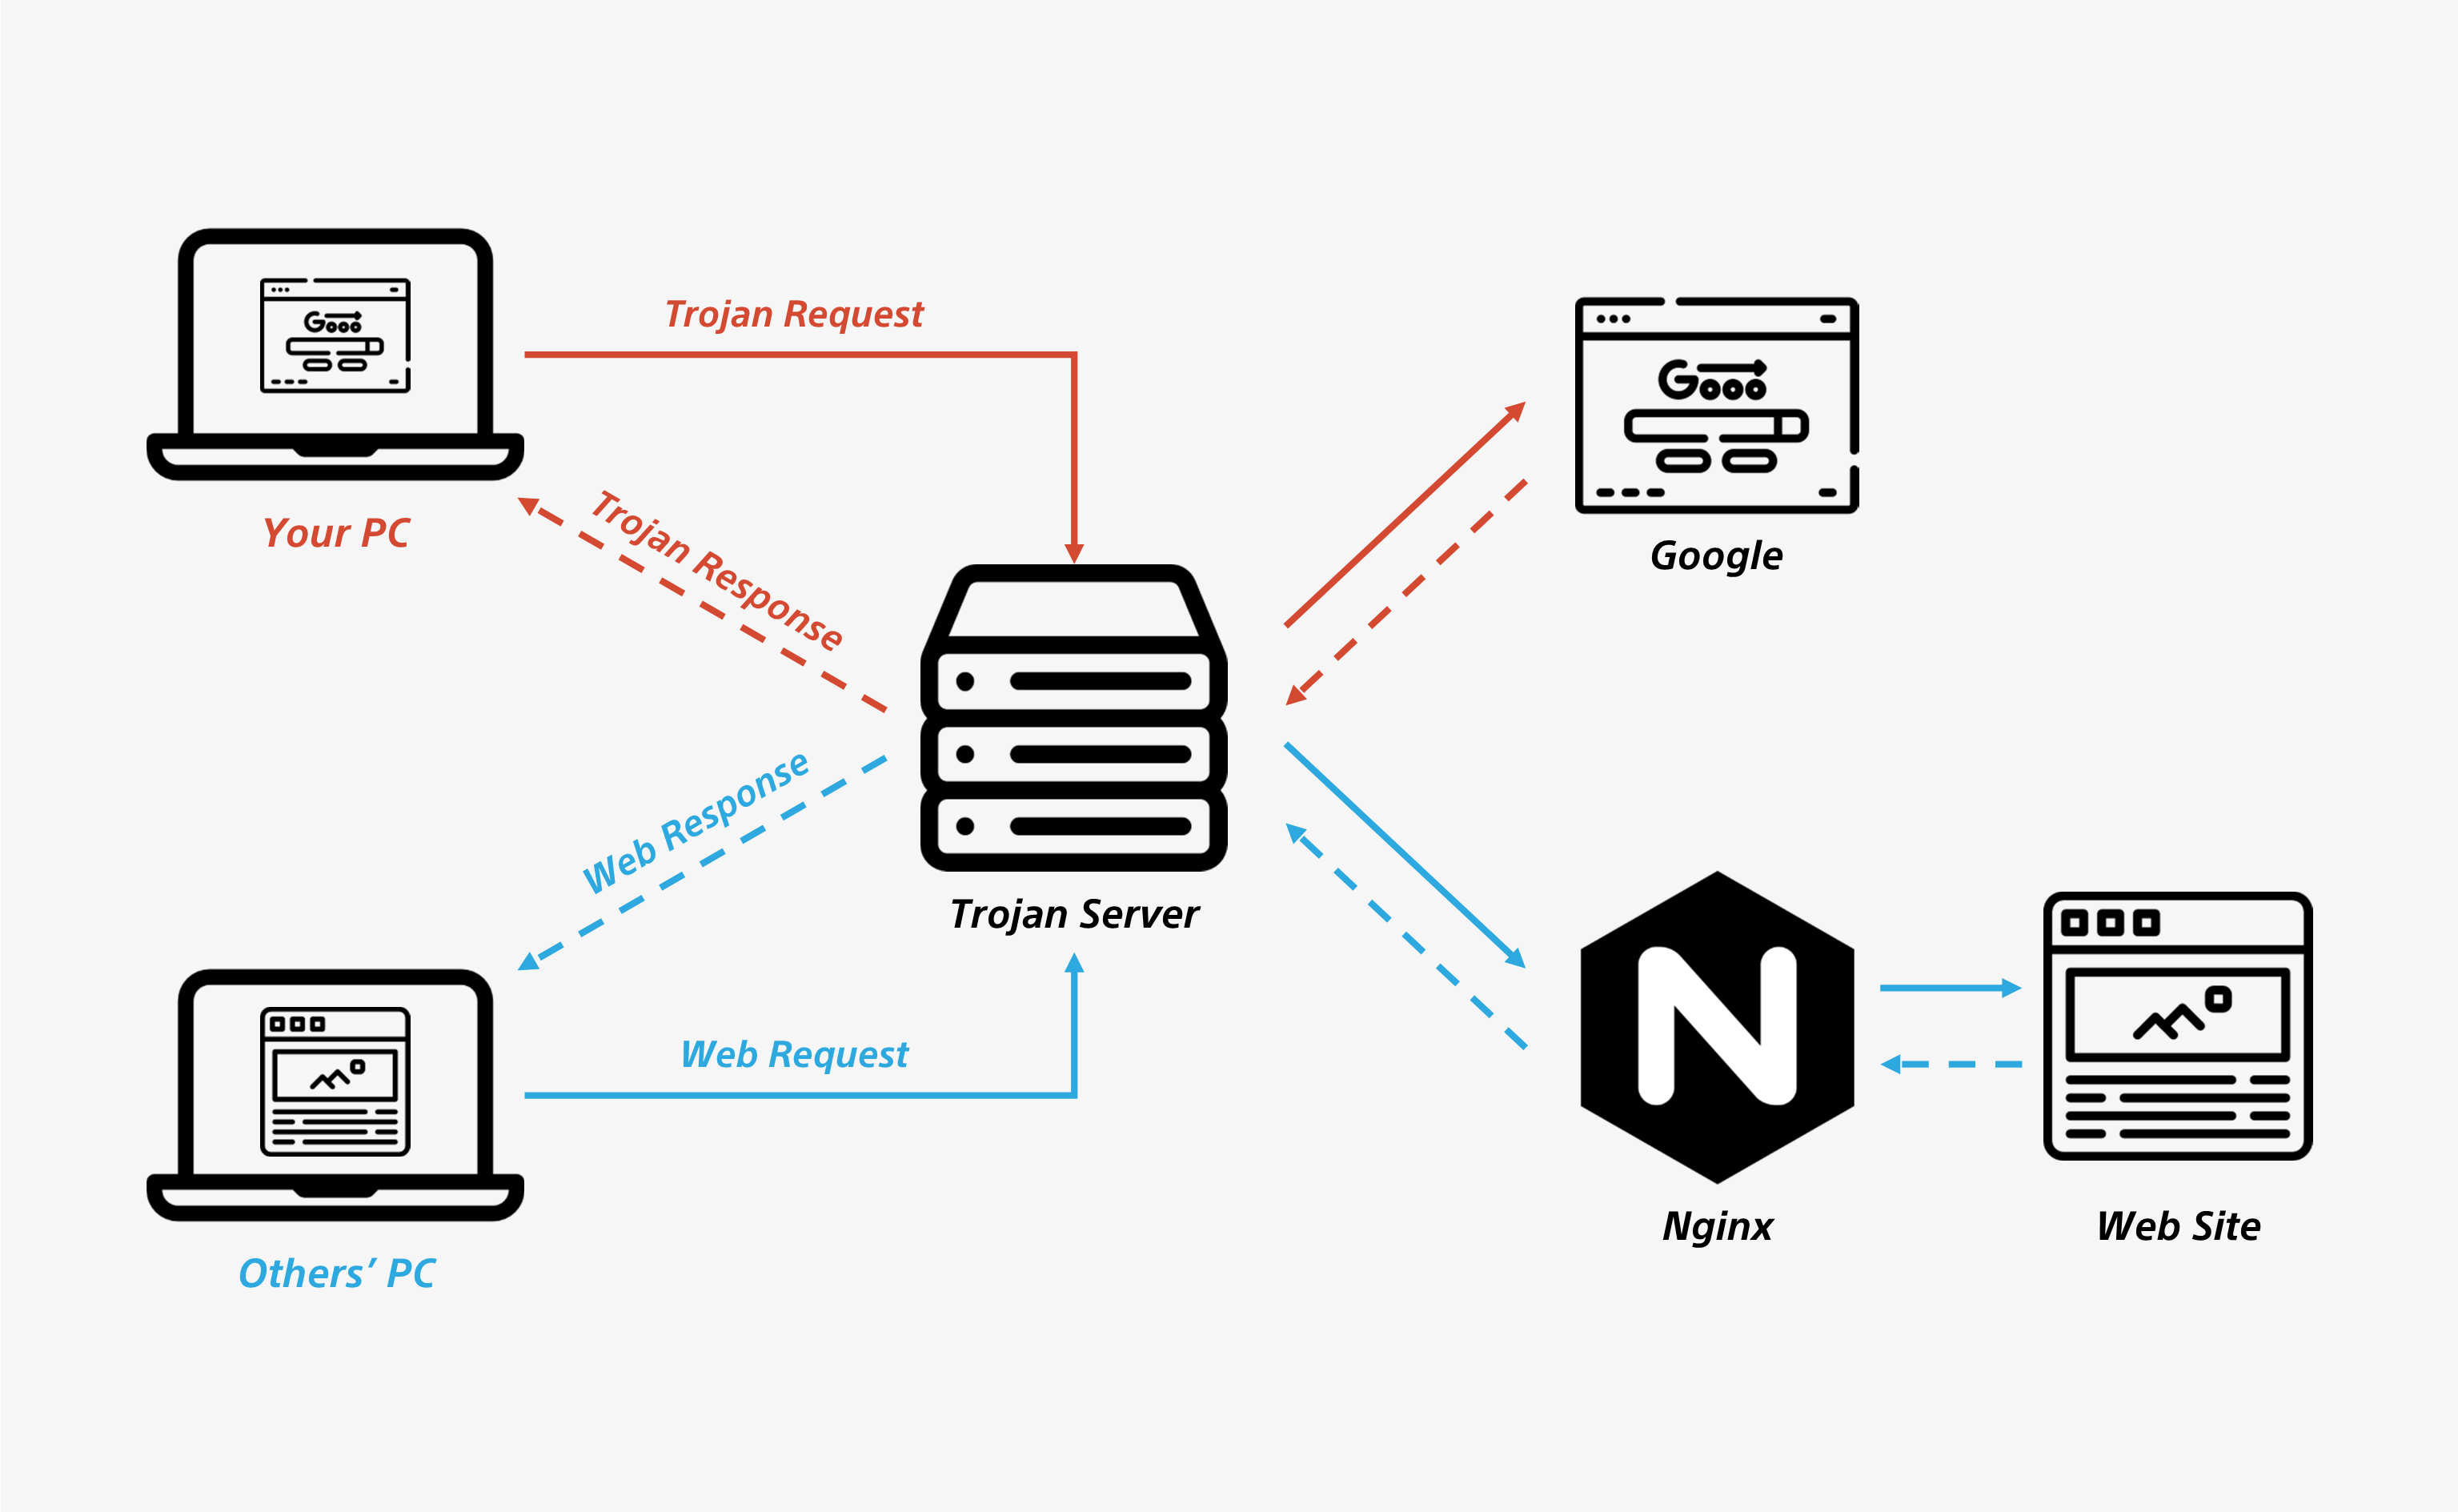 Trojan Request
Your PC
Trojan Response
Google
Web Response
Trojan Server
Web Request
Others’ PC
Nginx
Web Site